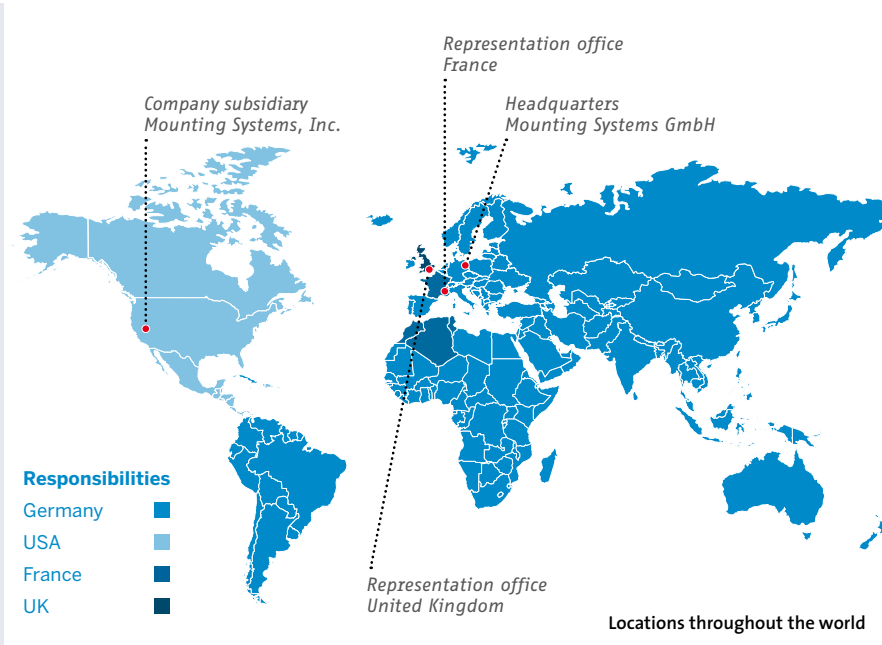 Representation office
France
Company subsidiary
Mounting Systems, Inc.
Headquarters
Mounting Systems GmbH
Responsibilities
Germany
USA
France
UK
Representation office
United Kingdom
Locations throughout the world